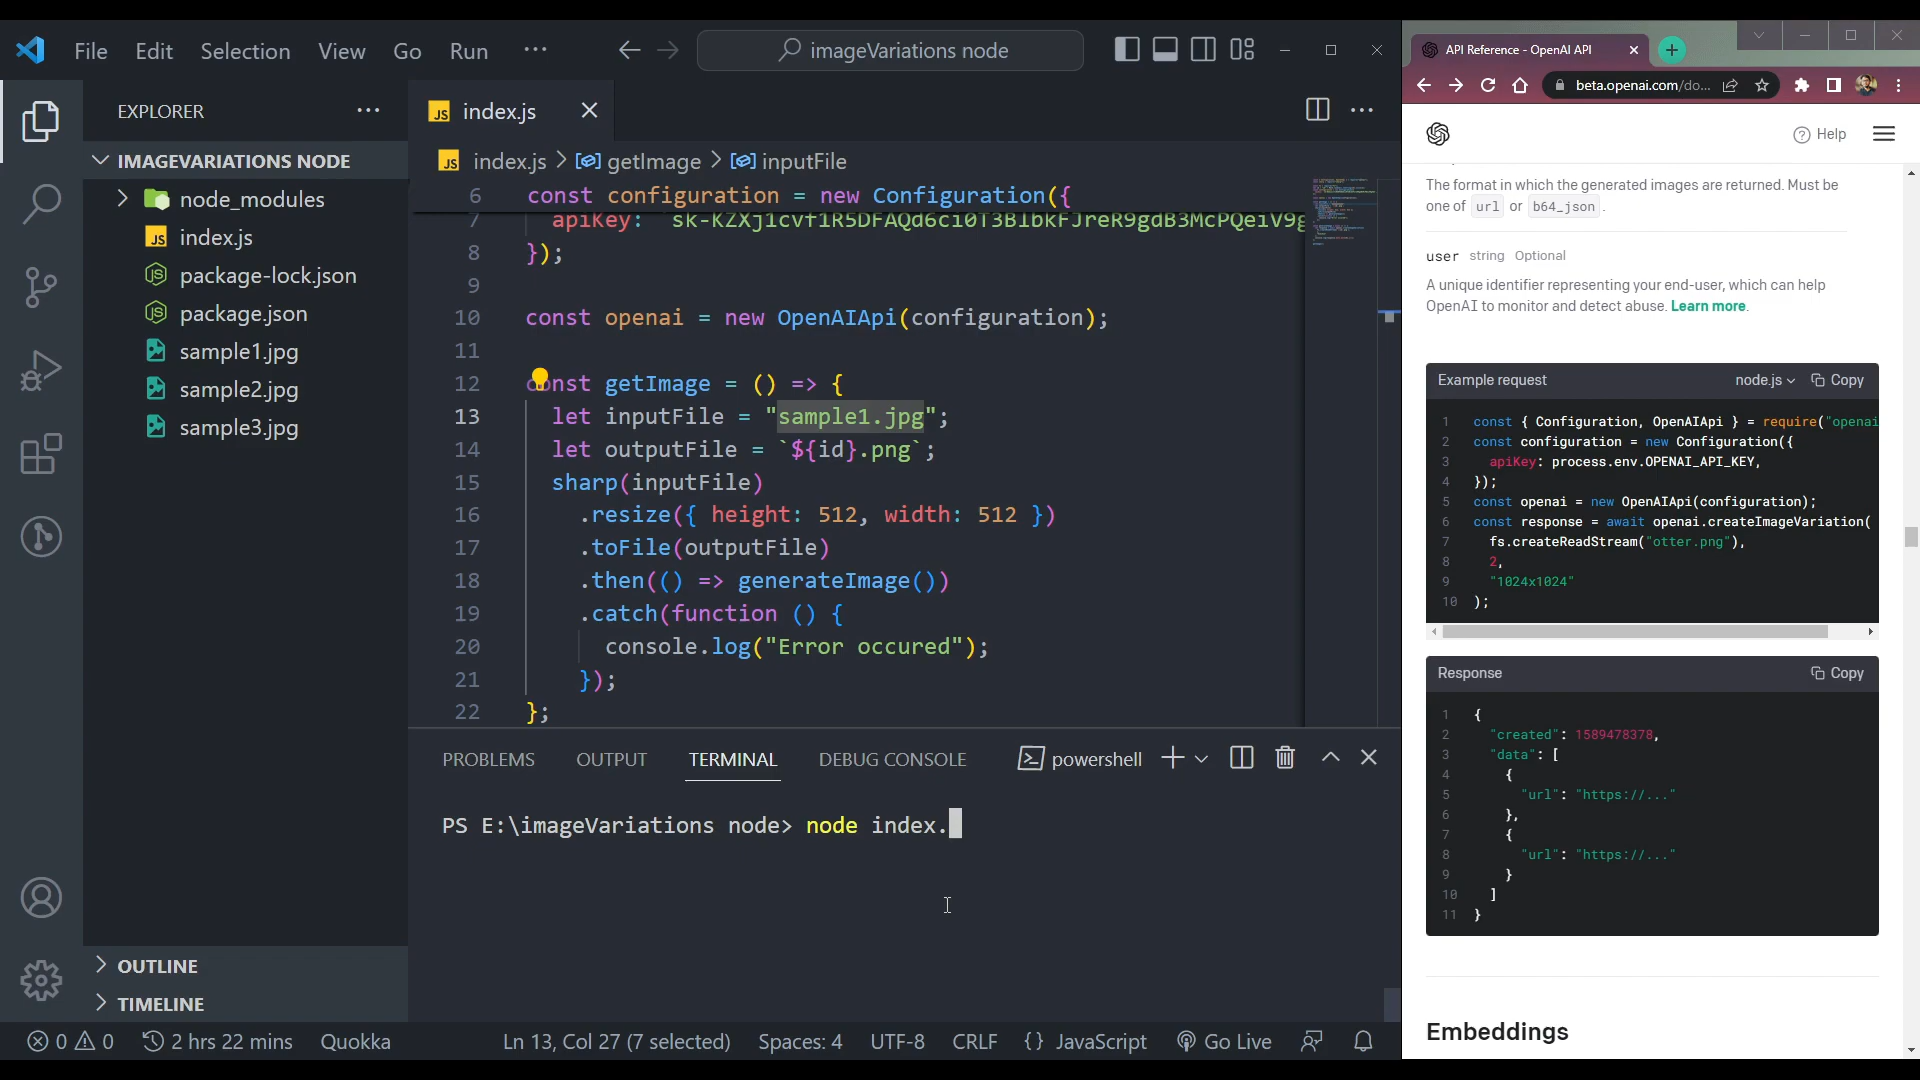 File Edit Selection View Go Run ...
imageVariations node
EXPLORER
IMAGEVARIATIONS NODE
node_modules
index.js
package-lock.json
package.json
sample1.jpg
sample2.jpg
sample3.jpg
OUTLINE
TIMELINE
JS index.js
JS index.js > getImage > inputFile
6 const configuration = new Configuration({
7 apiKey:
8 });
9
10 const openai = new OpenAIApi(configuration);
11
12 const getImage = () => {
13 let inputFile = "sample1.jpg";
14 let outputFile = `${id}.png`;
15 sharp(inputFile)
16 .resize({ height: 512, width: 512 })
17 .toFile(outputFile)
18 .then(() => generateImage())
19 .catch(function () {
20 console.log("Error occured");
21 });
22 };
PROBLEMS OUTPUT TERMINAL DEBUG CONSOLE powershell
PS E:\imageVariations node> node index.
0 0 2 hrs 22 mins Quokka Ln 13, Col 27 (7 selected) Spaces: 4 UTF-8 CRLF {} JavaScript Go Live
API Reference - OpenAI API
beta.openai.com/do...
Help
The format in which the generated images are returned. Must be
one of url or b64_json.
user string Optional
A unique identifier representing your end-user, which can help
OpenAI to monitor and detect abuse. Learn more.
Example request node.js Copy
1 const { Configuration, OpenAIApi } = require("openai
2 const configuration = new Configuration({
3 apiKey: process.env.OPENAI_API_KEY,
4 });
5 const openai = new OpenAIApi(configuration);
6 const response = await openai.createImageVariation(
7 fs.createReadStream("otter.png"),
8 2,
9 "1024x1024"
10 );
Response Copy
1 {
2 "created": 1589478378,
3 "data": [
4 {
5 "url": "https://..."
6 },
7 {
8 "url": "https://..."
9 }
10 ]
11 }
Embeddings